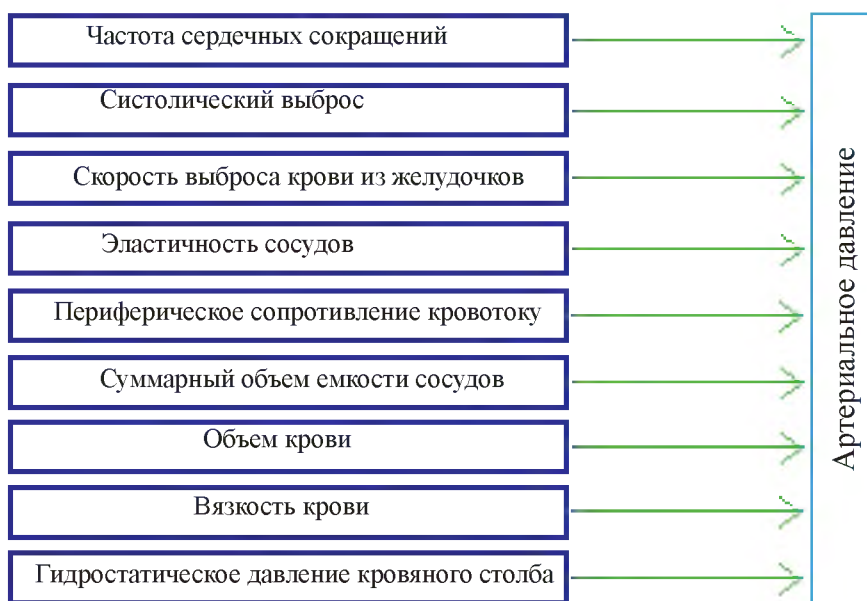 Частота сердечных сокращений
Систолический выброс
Скорость выброса крови из желудочков
Эластичность сосудов
Периферическое сопротивление кровотоку
Суммарный объем емкости сосудов
Объем крови
Вязкость крови
Гидростатическое давление кровяного столба
Артериальное давление